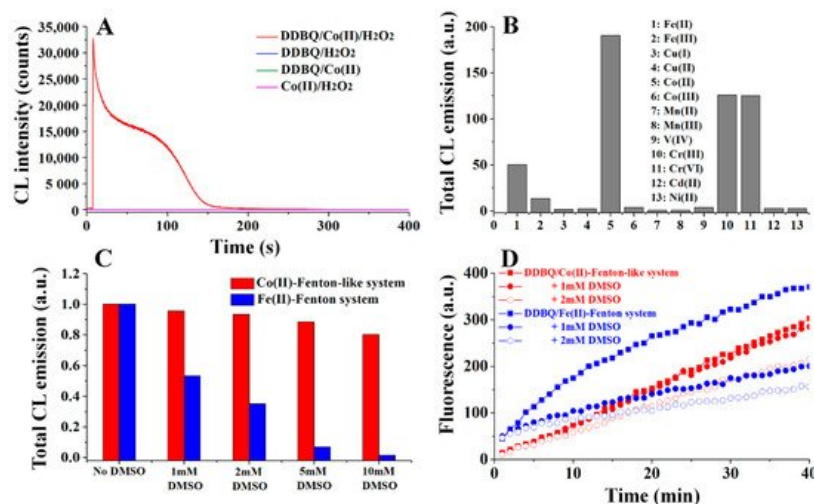 A
CL intensity (counts)
35,000
30,000
25,000
20,000
15,000
10,000
5 000
0
DDBQ/Co(II)/H2O2
DDBQ/H2O2
DDBQ/Co(II)
Co(II)/H2O2
0 100 200 300 400
Time (s)
B
Total CL emission (a.u.)
200
150
100
50
0
1: Fe(II)
2: Fe(III)
3: Cu(I)
4: Cu(II)
5: Co(II)
6: Co(III)
7: Mn(II)
8: Mn(III)
9: V(IV)
10: Cr(III)
11: Cr(VI)
12: Cd(II)
13: Ni(II)
1 2 3 4 5 6 7 8 9 10 11 12 13
C
Total CL emission (a.u.)
1.2
1.0
0.8
0.6
0.4
0.2
0.0
Co(II)-Fenton-like system
Fe(II)-Fenton system
No DMSO 1mM 2mM 5mM 10mM
DMSO DMSO DMSO DMSO
D
Fluorescence (a.u.)
400
300
200
100
0
DDBQ/Co(II)-Fenton-like system
+ 1mM DMSO
+ 2mM DMSO
DDBQ/Fe(II)-Fenton system
+ 1mM DMSO
+ 2mM DMSO
0 10 20 30 40
Time (min)